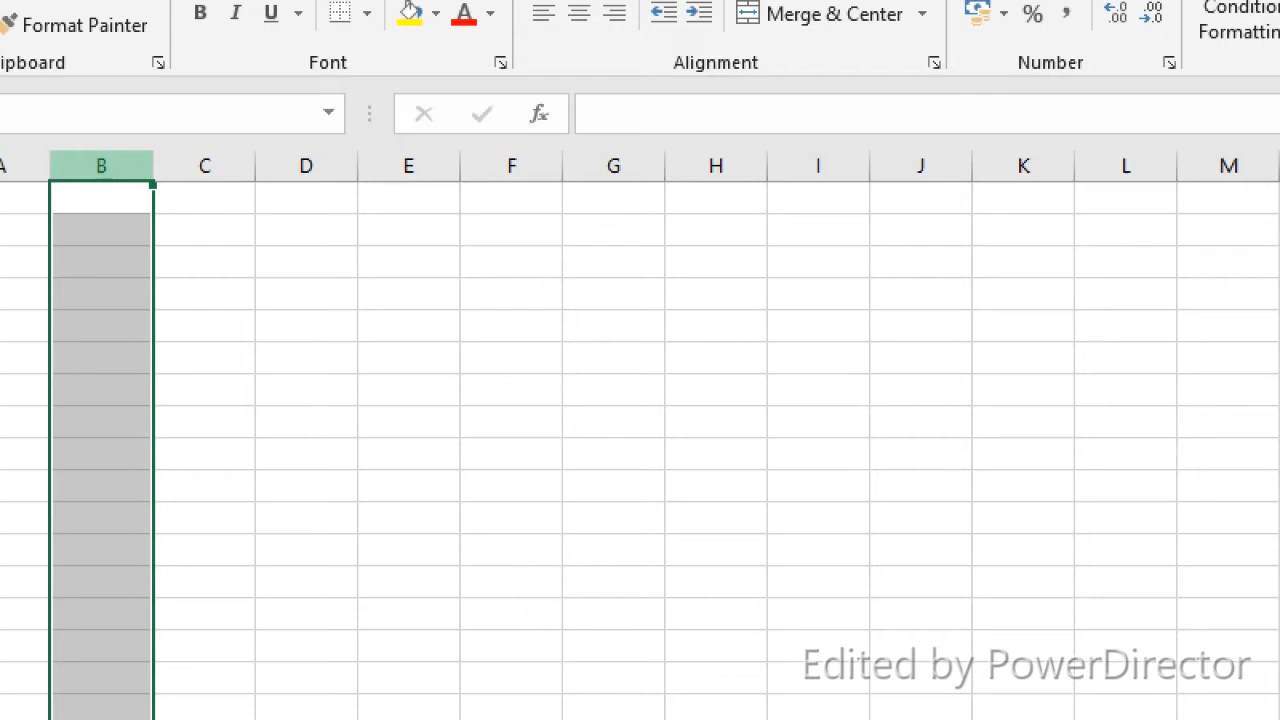 B I U A Merge & Center % , Conditio
Format Painter Formattin
ipboard Font Alignment Number
fx
A B C D E F G H I J K L M
Edited by PowerDirector